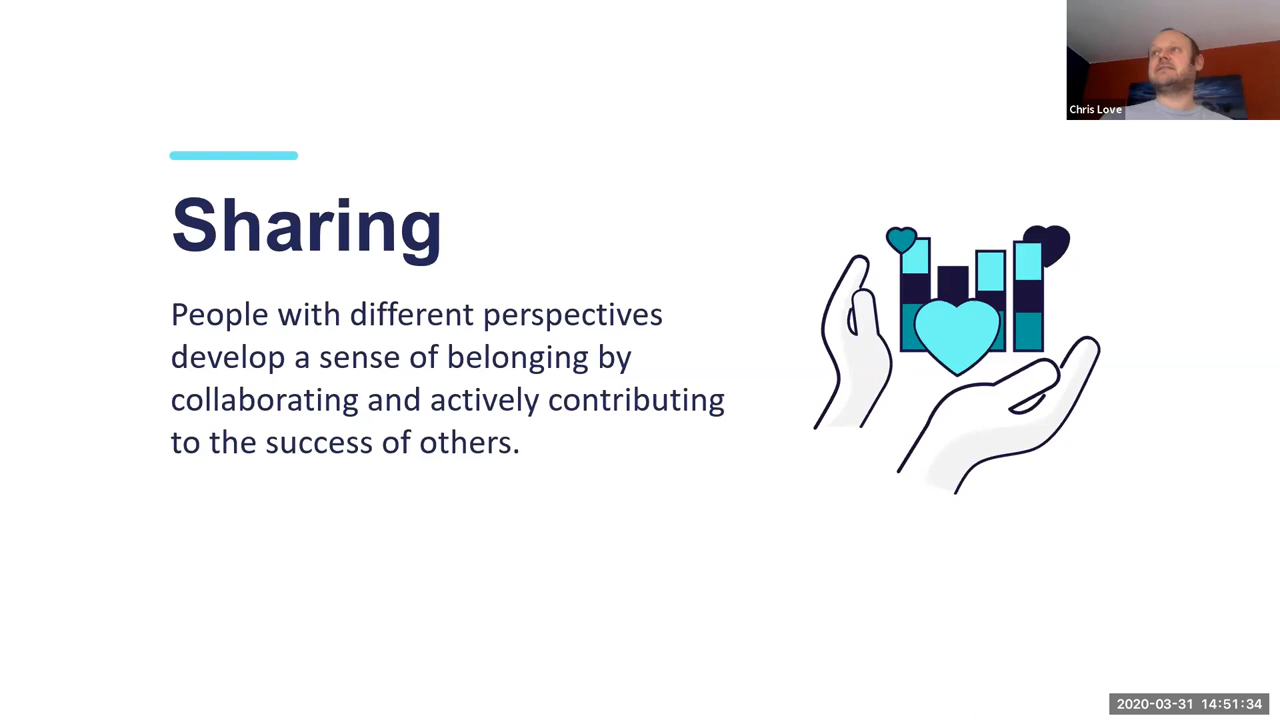 Chris Love
Sharing
People with different perspectives
develop a sense of belonging by
collaborating and actively contributing
to the success of others.
2020-03-31 14:51:34